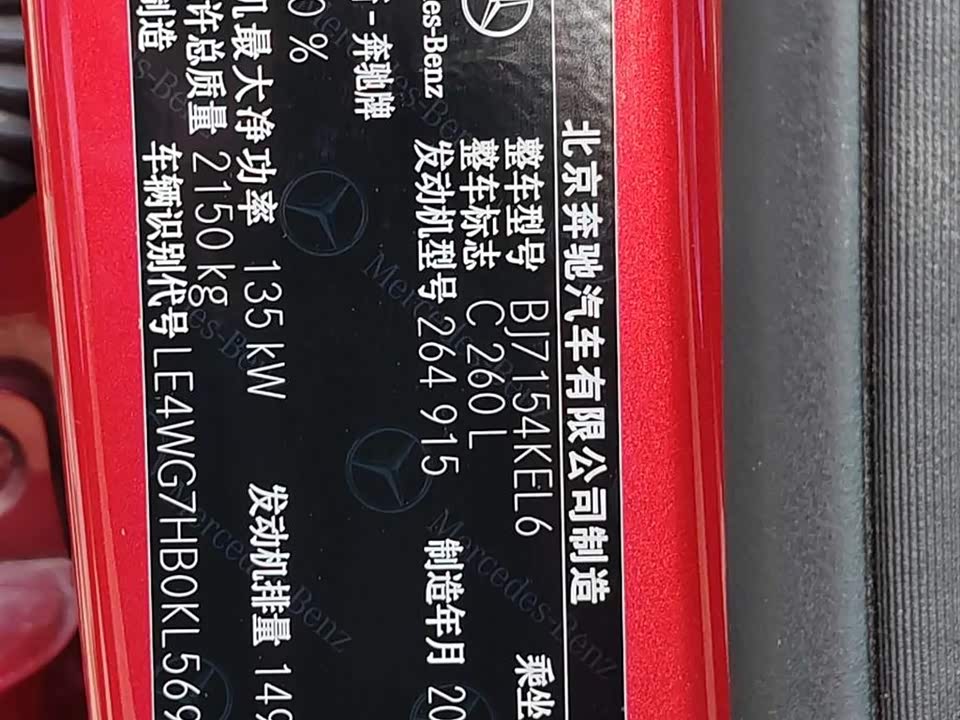 北京奔驰汽车有限公司制造
整车型号 BJ7154KEL6 乘坐
整车标志 C 260 L
es-Benz 发动机型号 264 915 制造年月 20
-奔驰牌
0 %
机最大净功率 135 kW 发动机排量 149
许总质量 2150 kg
制造 车辆识别代号 LE4WG7HB0KL569